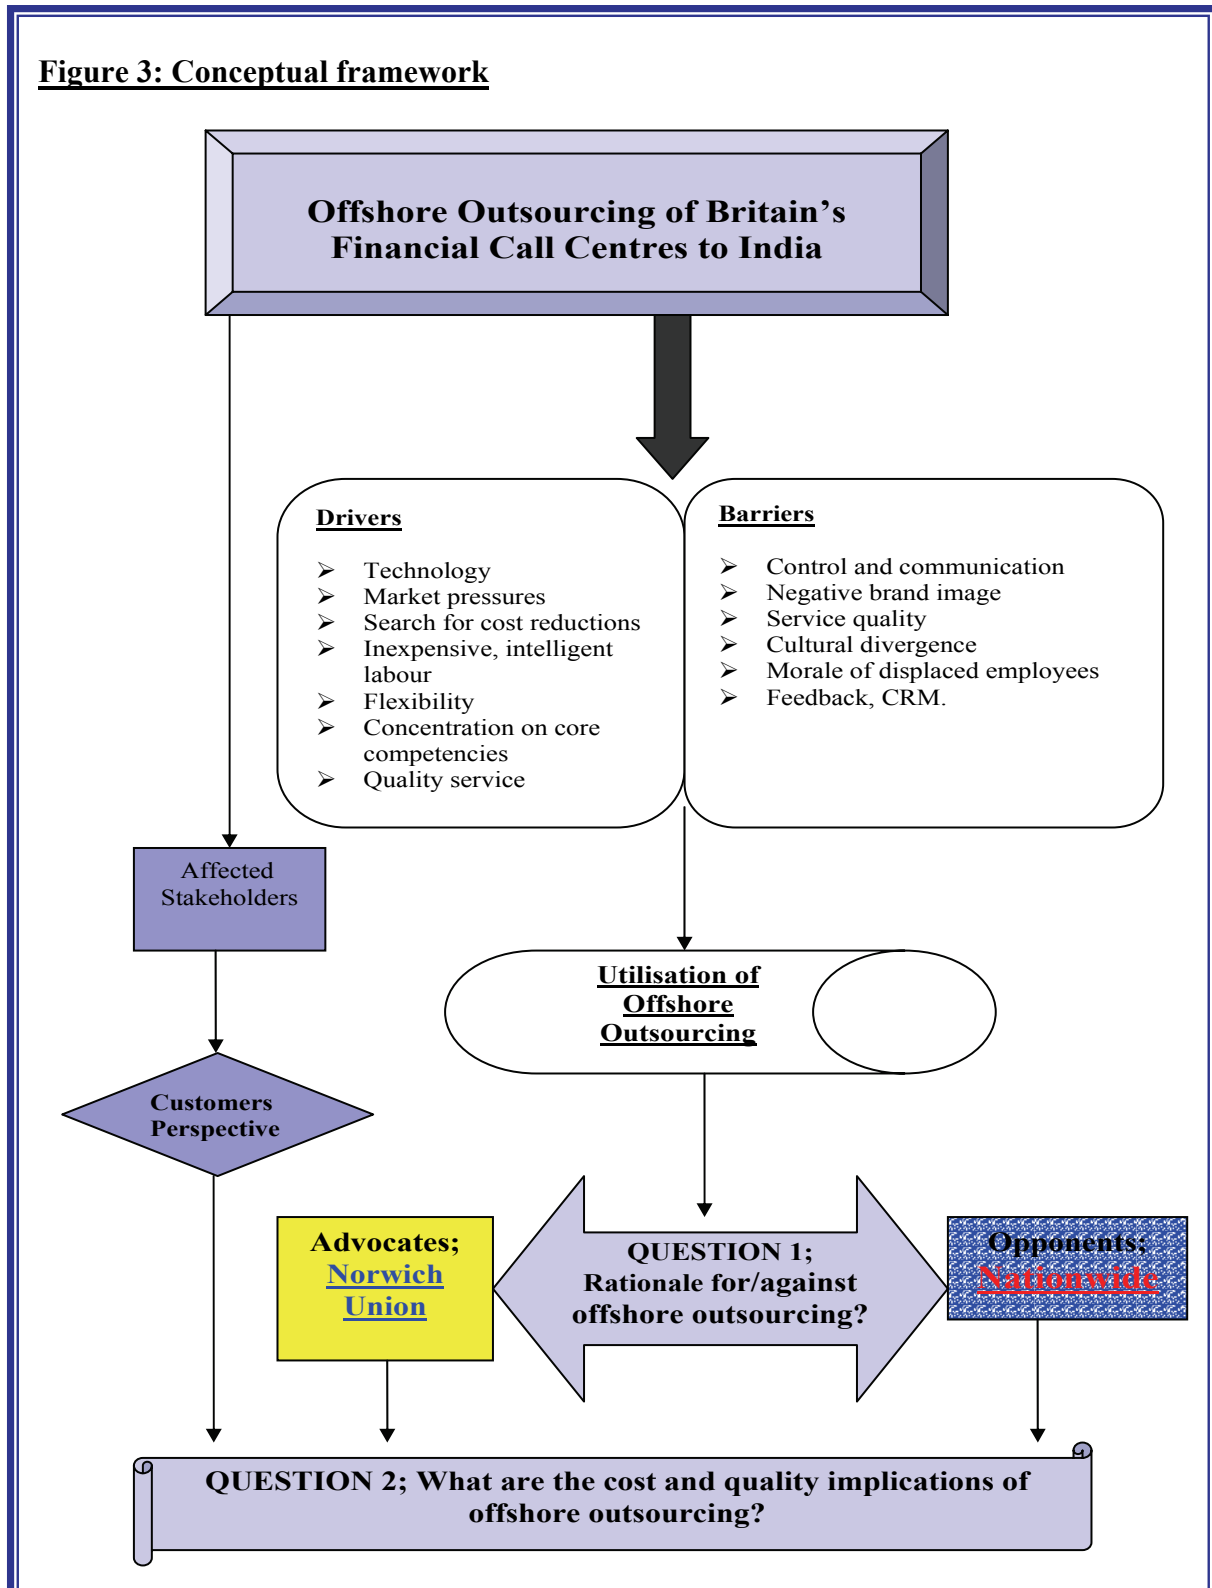 Figure 3: Conceptual framework
Offshore Outsourcing of Britain’s
Financial Call Centres to India
Drivers
➢ Technology
➢ Market pressures
➢ Search for cost reductions
➢ Inexpensive, intelligent
labour
➢ Flexibility
➢ Concentration on core
competencies
➢ Quality service
Barriers
➢ Control and communication
➢ Negative brand image
➢ Service quality
➢ Cultural divergence
➢ Morale of displaced employees
➢ Feedback, CRM.
Affected
Stakeholders
Utilisation of
Offshore
Outsourcing
Customers
Perspective
Advocates;
Norwich
Union
QUESTION 1;
Rationale for/against
offshore outsourcing?
Opponents;
Nationwide
QUESTION 2; What are the cost and quality implications of
offshore outsourcing?